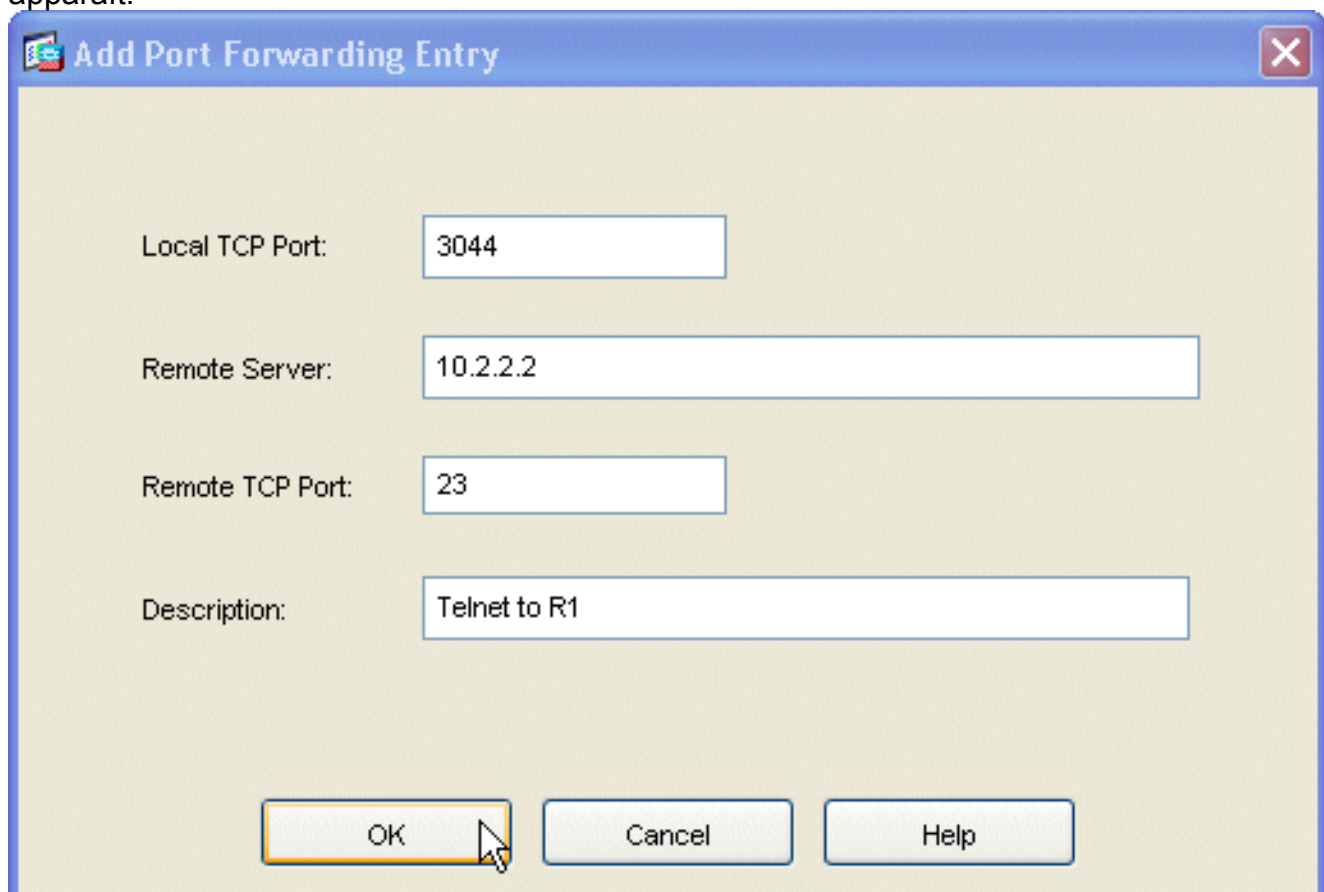 apparaît.
Add Port Forwarding Entry
Local TCP Port: 3044
Remote Server: 10.2.2.2
Remote TCP Port: 23
Description: Telnet to R1
OK Cancel Help